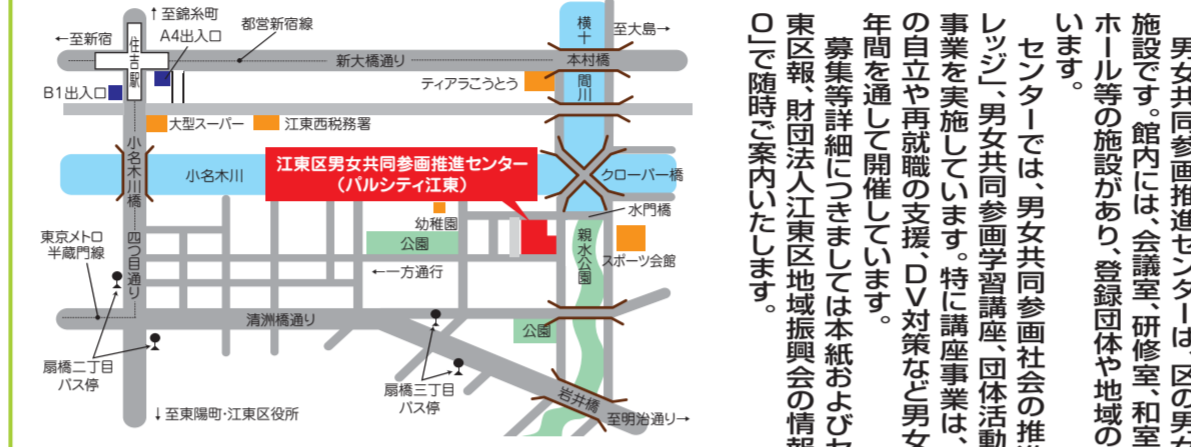 ↑至錦糸町
←至新宿
住吉駅
A4出入口
都営新宿線
横十間川
至大島→
新大橋通り
本村橋
ティアラこうとう
B1出入口
大型スーパー
江東西税務署
小名木川橋
小名木川
江東区男女共同参画推進センター
（パルシティ江東）
クローバー橋
水門橋
幼稚園
東京メトロ
半蔵門線
四つ目通り
公園
親水公園
スポーツ会館
←一方通行
清洲橋通り
公園
扇橋二丁目
バス停
扇橋三丁目
バス停
岩井橋
↓至東陽町・江東区役所
至明治通り→
男女共同参画推進センターは、区の男女
施設です。館内には、会議室、研修室、和室
ホール等の施設があり、登録団体や地域の
います。
センターでは、男女共同参画社会の推
レッジ」、男女共同参画学習講座、団体活動
事業を実施しています。特に講座事業は、
の自立や再就職の支援、DV対策など男女
年間を通して開催しています。
募集等詳細につきましては本紙および
東区報、財団法人江東区地域振興会の情報
O」で随時ご案内いたします。